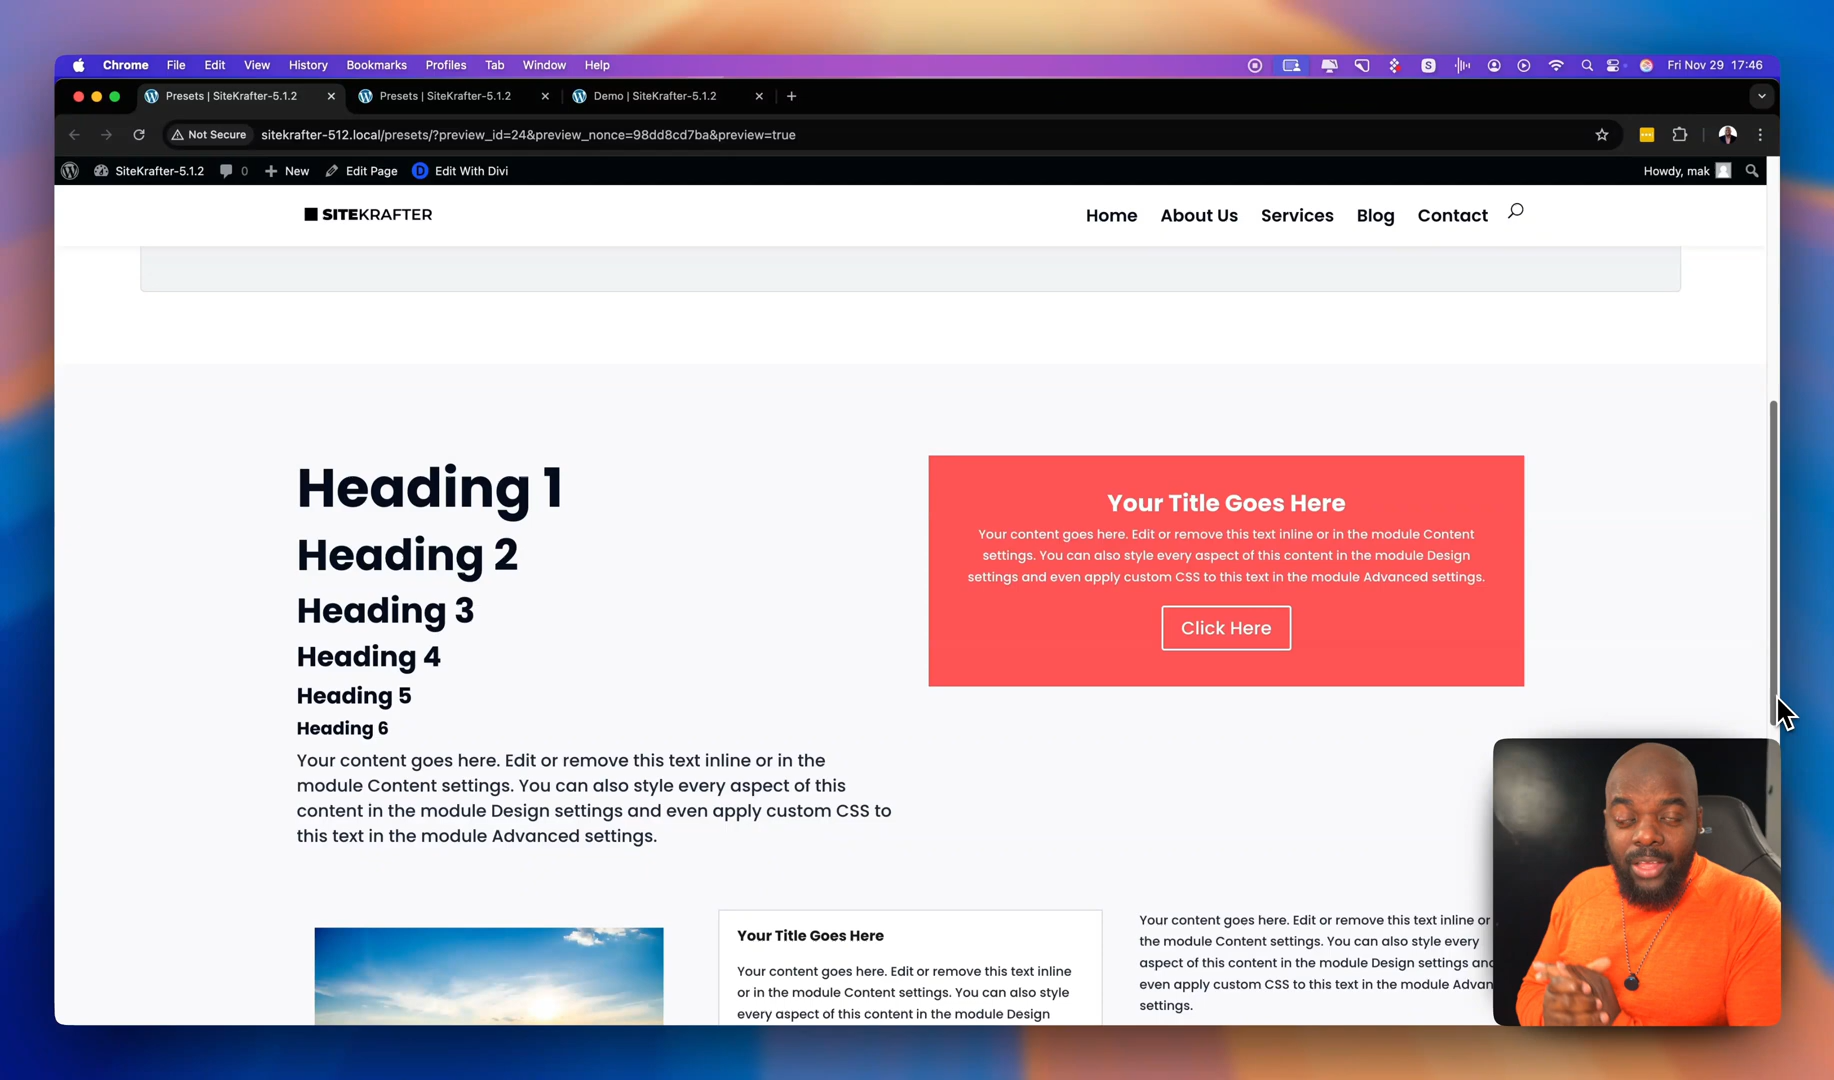 Chrome File Edit View History Bookmarks Profiles Tab Window Help Fri Nov 29 17:46
Presets | SiteKrafter-5.1.2 Presets | SiteKrafter-5.1.2 Demo | SiteKrafter-5.1.2
Not Secure sitekrafter-512.local/presets/?preview_id=24&preview_nonce=98dd8cd7ba&preview=true
SiteKrafter-5.1.2 0 New Edit Page D Edit With Divi Howdy, mak
SITEKRAFTER Home About Us Services Blog Contact
Heading 1
Heading 2
Heading 3
Heading 4
Heading 5
Heading 6
Your content goes here. Edit or remove this text inline or in the
module Content settings. You can also style every aspect of this
content in the module Design settings and even apply custom CSS to
this text in the module Advanced settings.
Your Title Goes Here
Your content goes here. Edit or remove this text inline or in the module Content
settings. You can also style every aspect of this content in the module Design
settings and even apply custom CSS to this text in the module Advanced settings.
Click Here
Your Title Goes Here
Your content goes here. Edit or remove this text inline
or in the module Content settings. You can also style
every aspect of this content in the module Design
Your content goes here. Edit or remove this text inline or
the module Content settings. You can also style every
aspect of this content in the module Design settings and
even apply custom CSS to this text in the module Advan
settings.